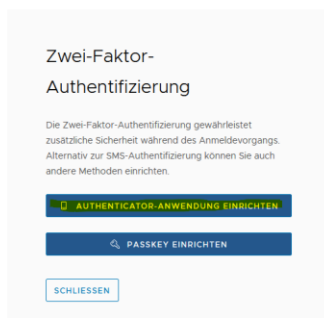 Zwei-Faktor-
Authentifizierung
Die Zwei-Faktor-Authentifizierung gewährleistet
zusätzliche Sicherheit während des Anmeldevorgangs.
Alternativ zur SMS-Authentifizierung können Sie auch
andere Methoden einrichten.
AUTHENTICATOR-ANWENDUNG EINRICHTEN
PASSKEY EINRICHTEN
SCHLIESSEN